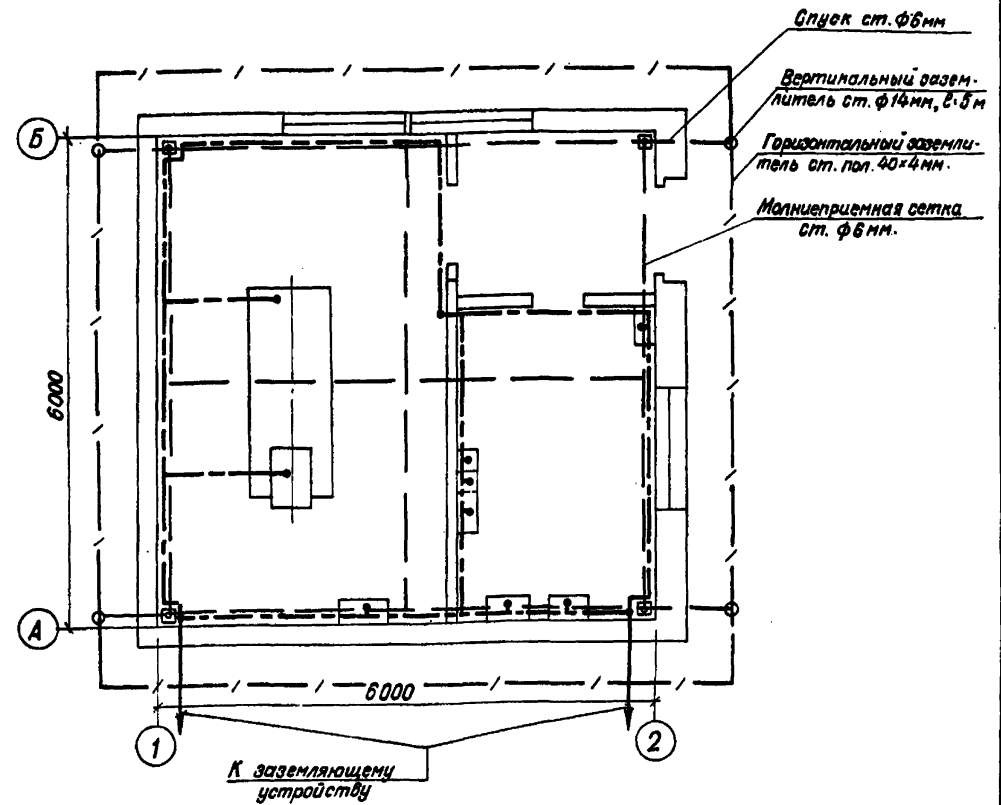 Спуск ст. ф6мм
Вертикальный зазем-
литель ст. ф14мм, ℓ=5м
Горизонтальный заземли-
тель ст. пол. 40×4мм.
Молниеприемная сетка
ст. ф6мм.
Б
6000
А
6000
1
2
К заземляющему
устройству